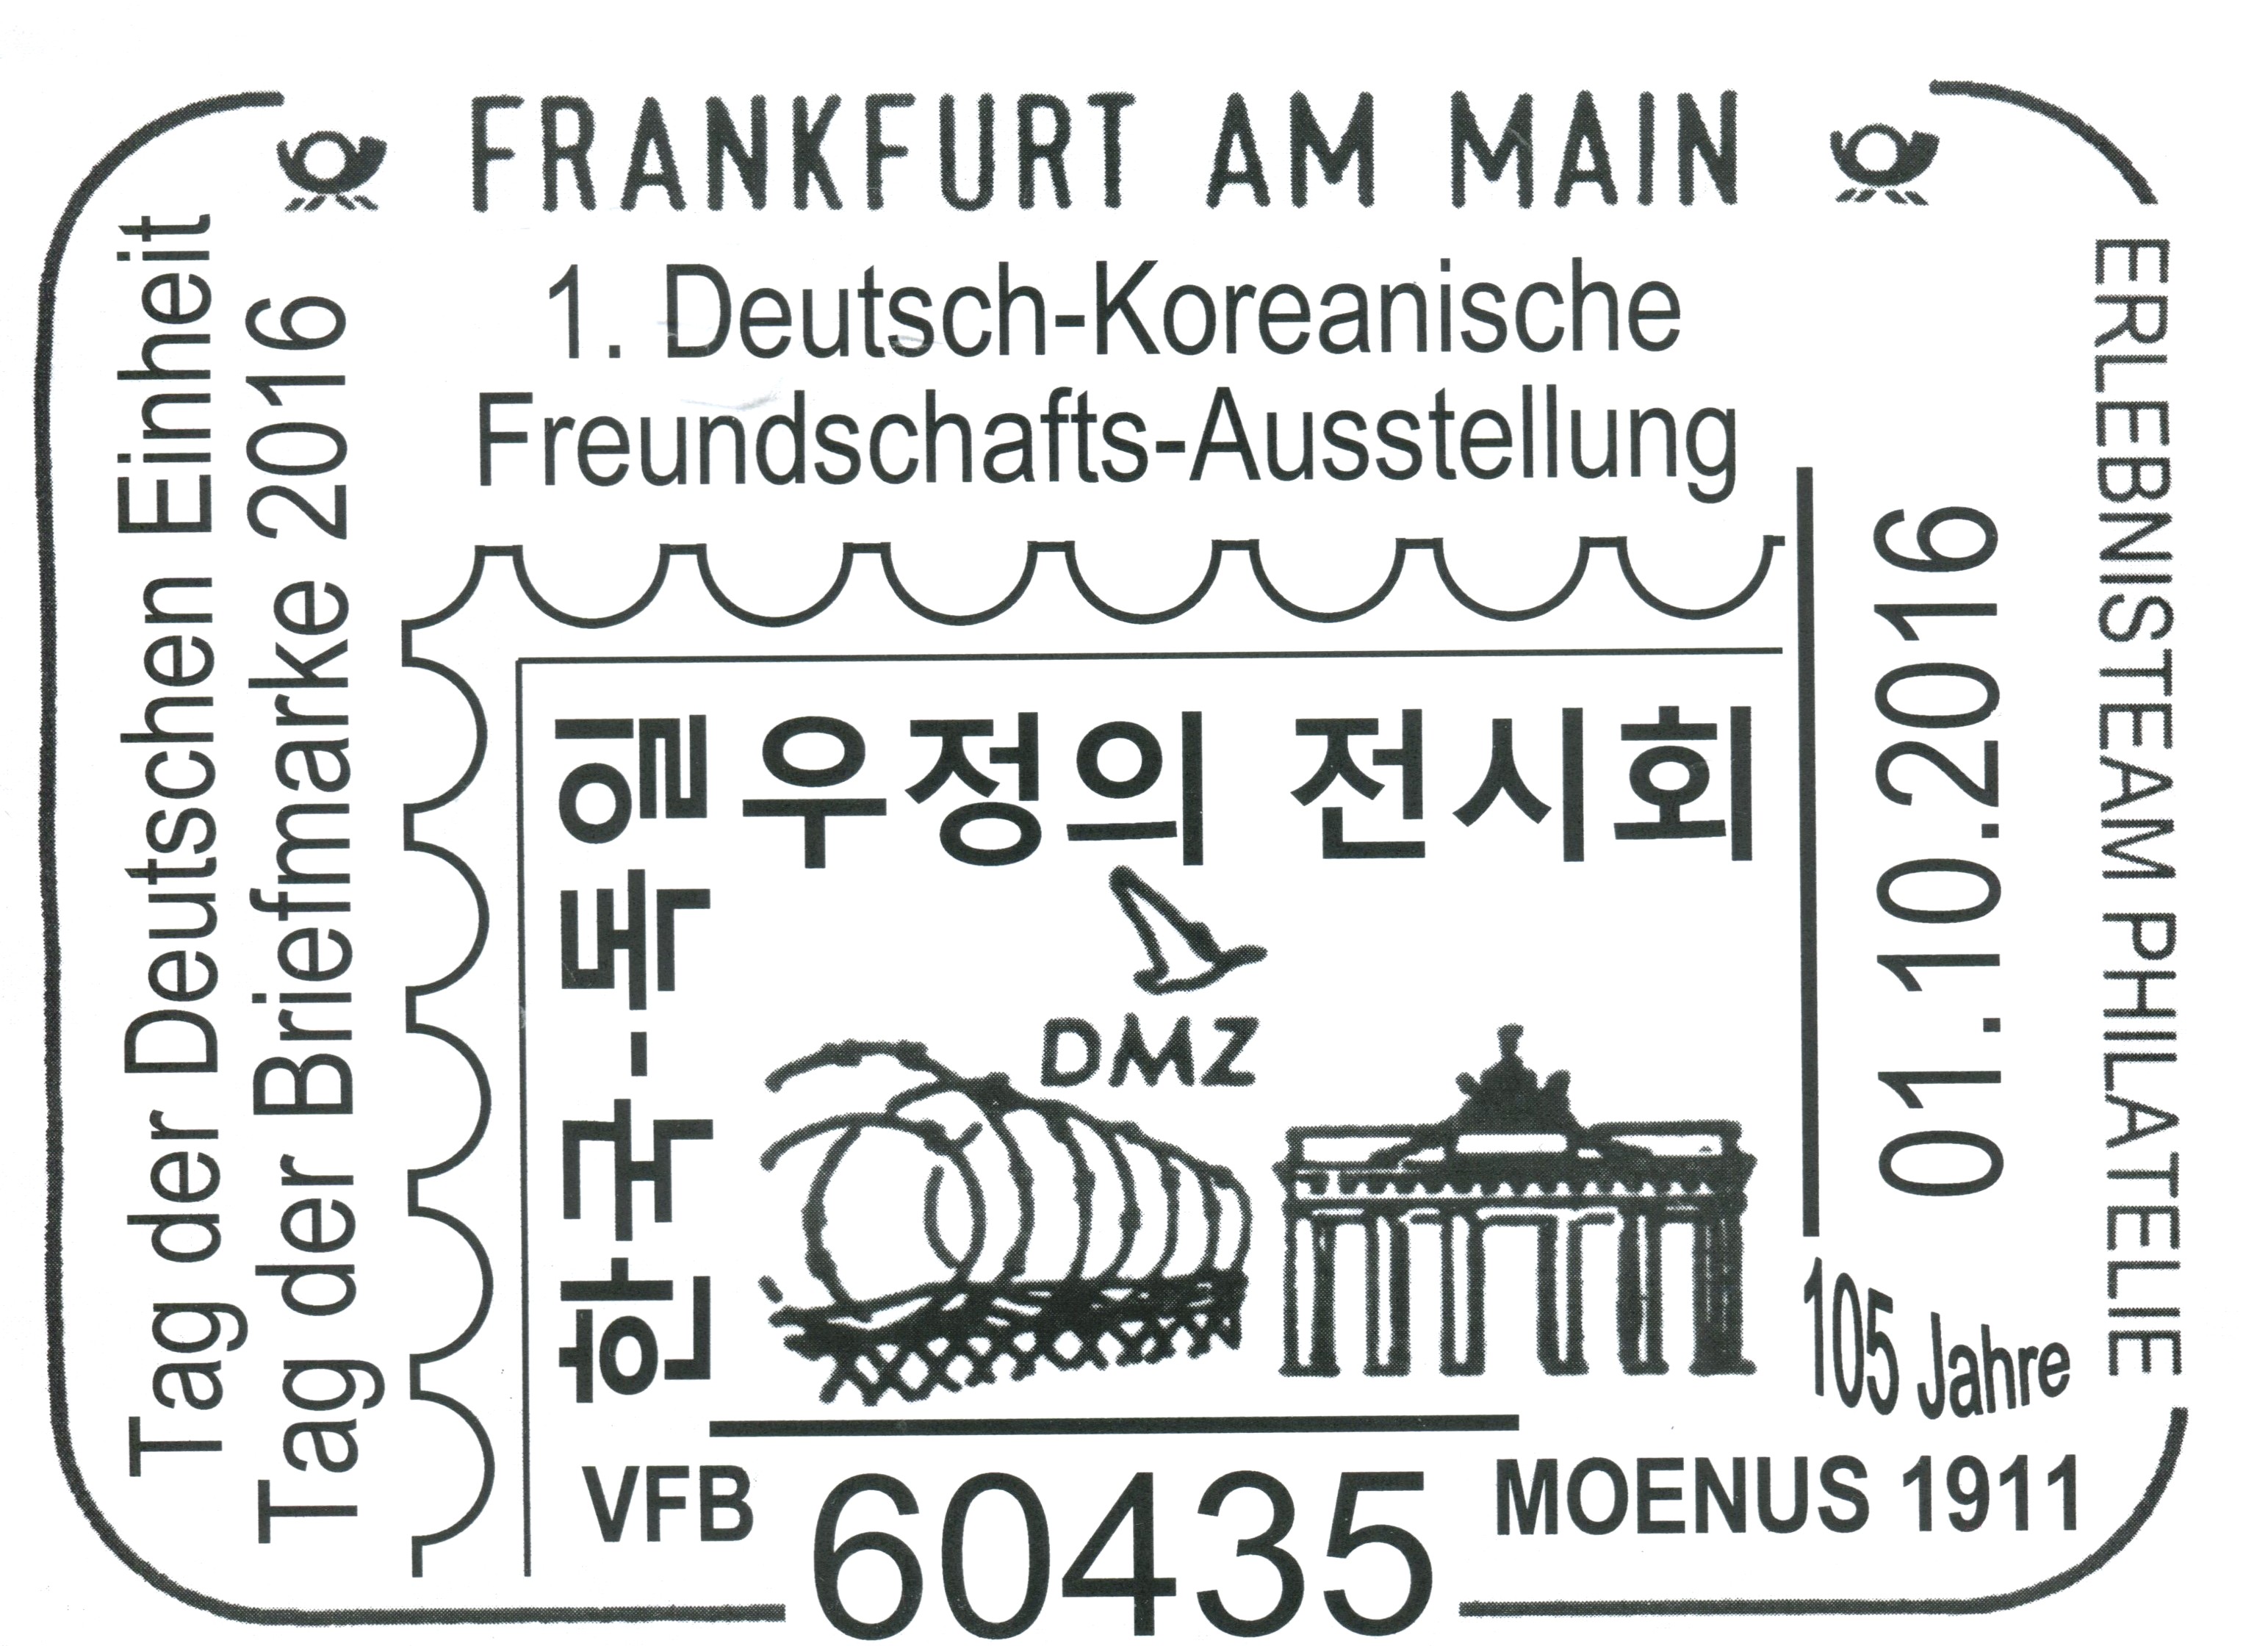 FRANKFURT AM MAIN
1. Deutsch-Koreanische
Freundschafts-Ausstellung
Tag der Deutschen Einheit
Tag der Briefmarke 2016
한국-독일
우정의 전시회
DMZ
01.10.2016
ERLEBNISTEAM PHILATELIE
105 Jahre
VFB
60435
MOENUS 1911